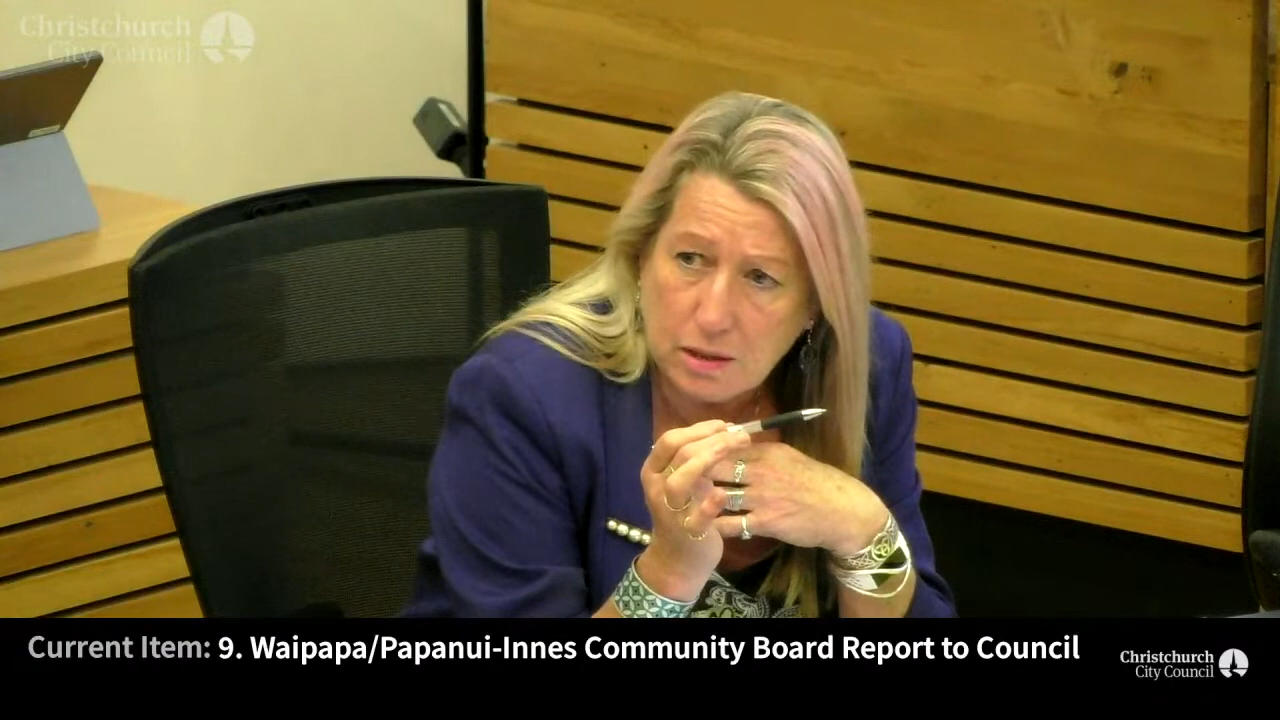 Christchurch
City Council
Current Item: 9. Waipapa/Papanui-Innes Community Board Report to Council
Christchurch
City Council